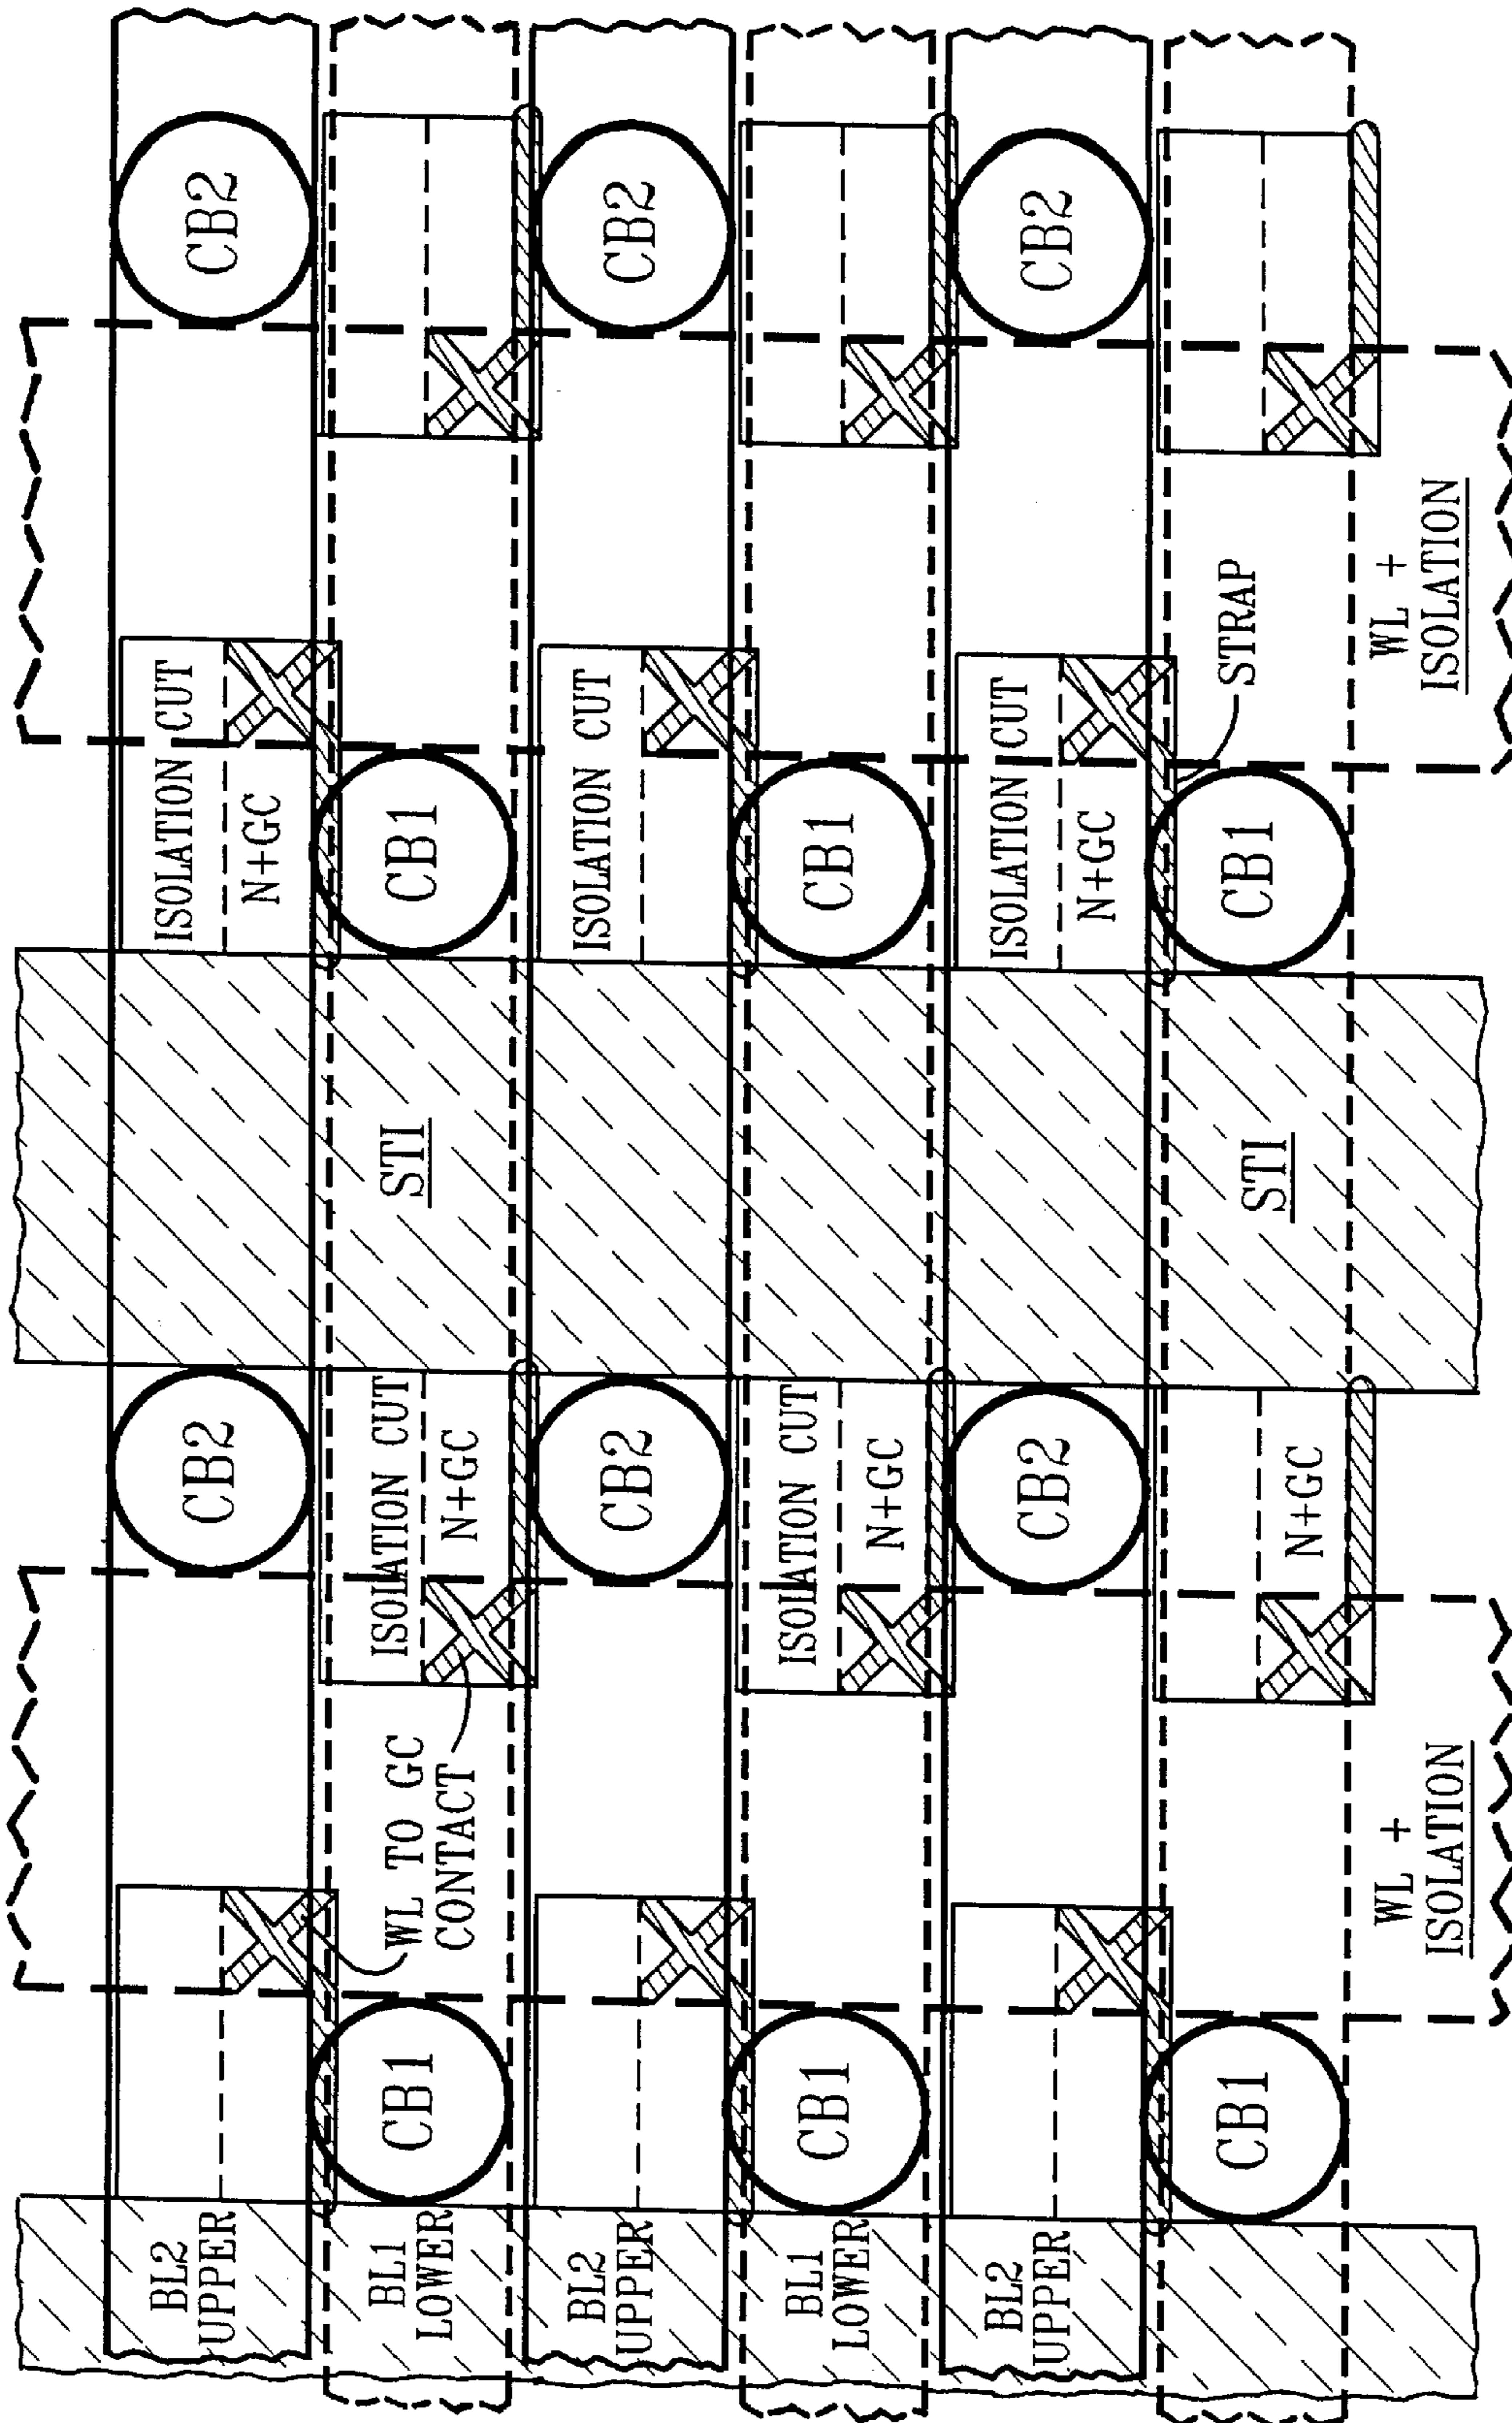 BL2
UPPER
CB2
ISOLATION CUT
N+GC
CB2
BL1
LOWER
CB1
WL TO GC
CONTACT
ISOLATION CUT
N+GC
STI
CB1
BL2
UPPER
CB2
ISOLATION CUT
CB2
BL1
LOWER
CB1
ISOLATION CUT
N+GC
CB1
BL2
UPPER
CB2
ISOLATION CUT
N+GC
CB2
CB1
N+GC
STI
CB1
STRAP
WL +
ISOLATION
WL +
ISOLATION